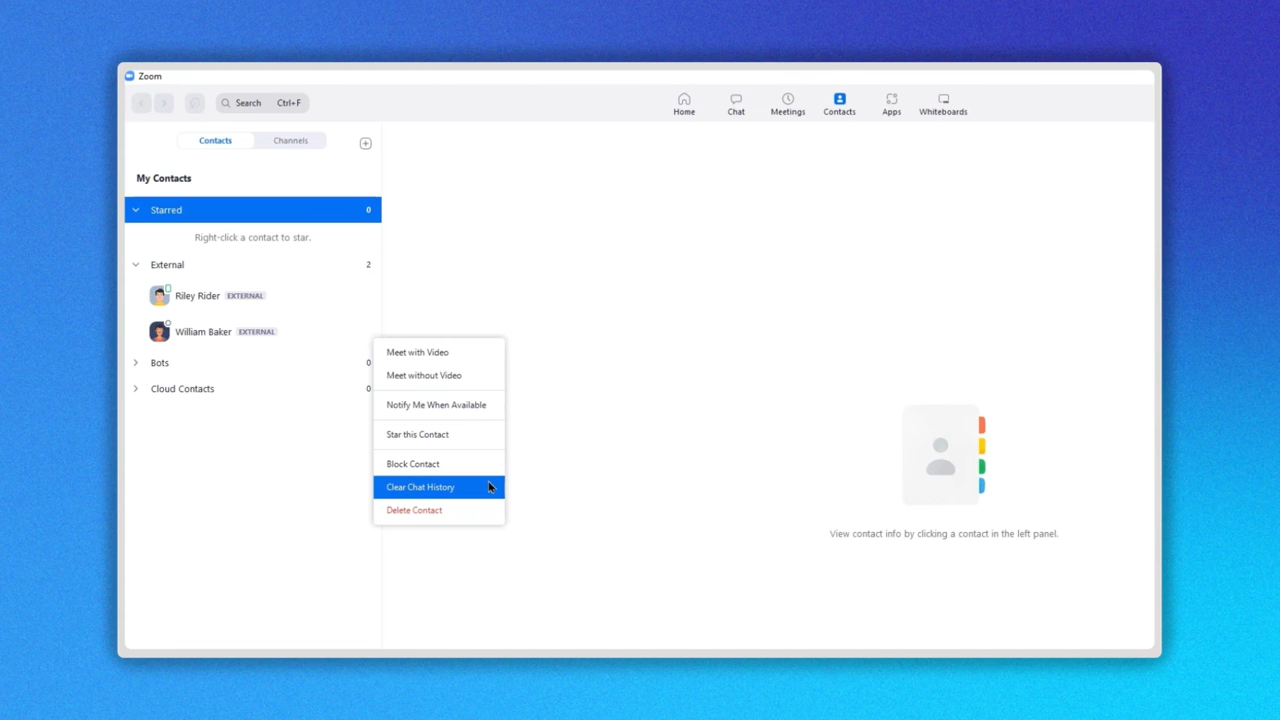 Zoom
Search Ctrl+F
Home
Chat
Meetings
Contacts
Apps
Whiteboards
Contacts
Channels
My Contacts
Starred 0
Right-click a contact to star.
External 2
Riley Rider EXTERNAL
William Baker EXTERNAL
Bots 0
Cloud Contacts 0
Meet with Video
Meet without Video
Notify Me When Available
Star this Contact
Block Contact
Clear Chat History
Delete Contact
View contact info by clicking a contact in the left panel.